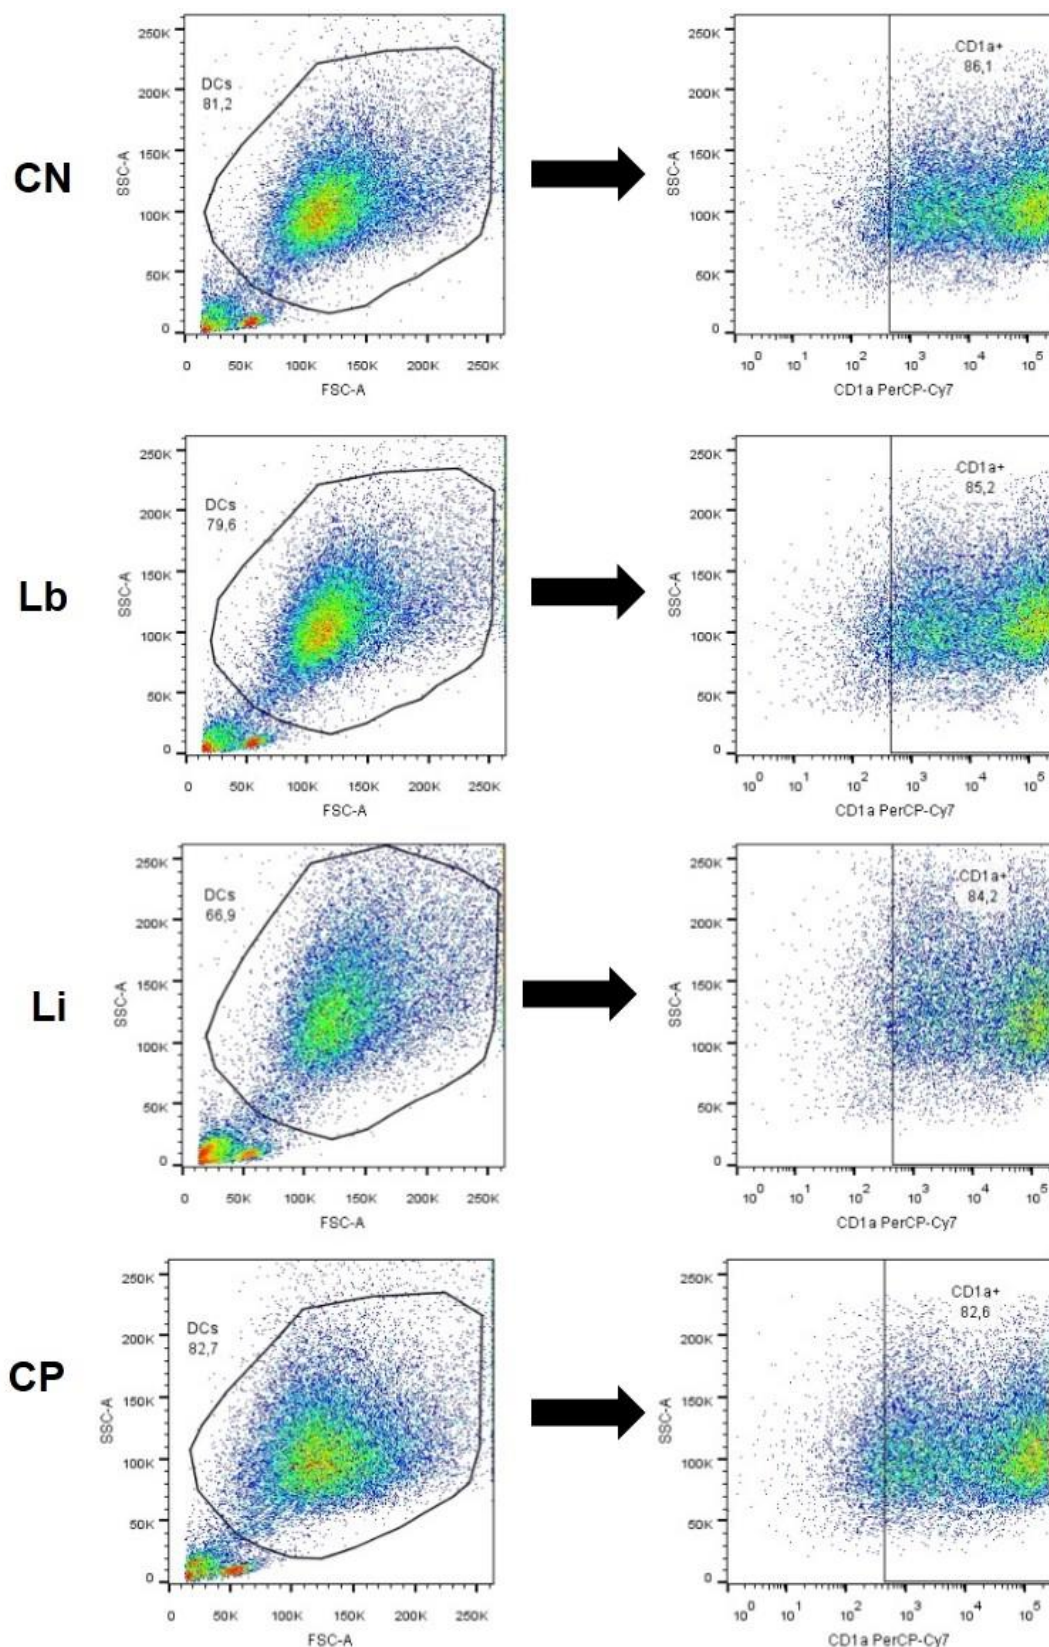 CN
250K
200K
150K
100K
50K
0
SSC-A
DCs
81,2
0 50K 100K 150K 200K 250K
FSC-A
250K
200K
150K
100K
50K
0
SSC-A
CD1a+
86,1
10^0 10^1 10^2 10^3 10^4 10^5
CD1a PerCP-Cy7
Lb
250K
200K
150K
100K
50K
0
SSC-A
DCs
79,6
0 50K 100K 150K 200K 250K
FSC-A
250K
200K
150K
100K
50K
0
SSC-A
CD1a+
85,2
10^0 10^1 10^2 10^3 10^4 10^5
CD1a PerCP-Cy7
Li
250K
200K
150K
100K
50K
0
SSC-A
DCs
66,9
0 50K 100K 150K 200K 250K
FSC-A
250K
200K
150K
100K
50K
0
SSC-A
CD1a+
84,2
10^0 10^1 10^2 10^3 10^4 10^5
CD1a PerCP-Cy7
CP
250K
200K
150K
100K
50K
0
SSC-A
DCs
82,7
0 50K 100K 150K 200K 250K
FSC-A
250K
200K
150K
100K
50K
0
SSC-A
CD1a+
82,6
10^0 10^1 10^2 10^3 10^4 10^5
CD1a PerCP-Cy7